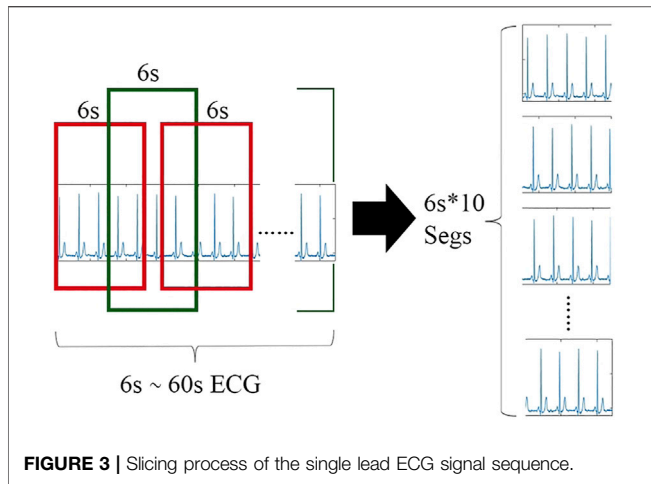 6s
6s
6s
......
6s ~ 60s ECG
6s*10
Segs
......
FIGURE 3 | Slicing process of the single lead ECG signal sequence.